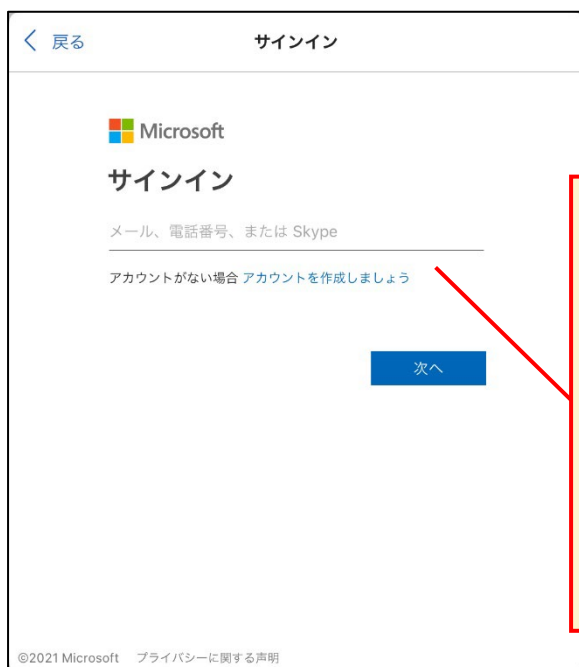 戻る
サインイン
Microsoft
サインイン
メール、電話番号、または Skype
アカウントがない場合 アカウントを作成しましょう
次へ
©2021 Microsoft プライバシーに関する声明